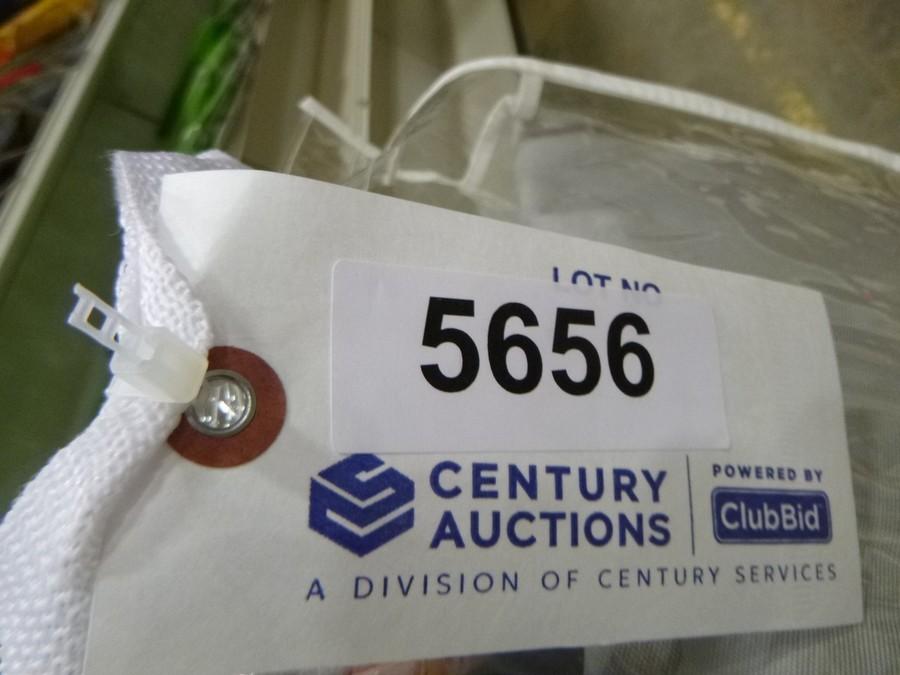 LOT NO
5656
CENTURY
AUCTIONS
POWERED BY
ClubBid
A DIVISION OF CENTURY SERVICES